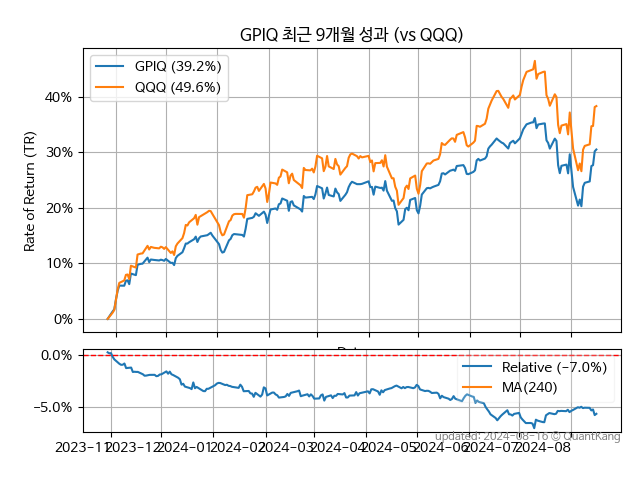 GPIQ 최근 9개월 성과 (vs QQQ)
GPIQ (39.2%)
QQQ (49.6%)
Rate of Return (TR)
40%
30%
20%
10%
0%
0.0%
−5.0%
Relative (−7.0%)
MA(240)
2023-11 2023-12 2024-01 2024-02 2024-03 2024-04 2024-05 2024-06 2024-07 2024-08
updated: 2024-08-16 © QuantKang